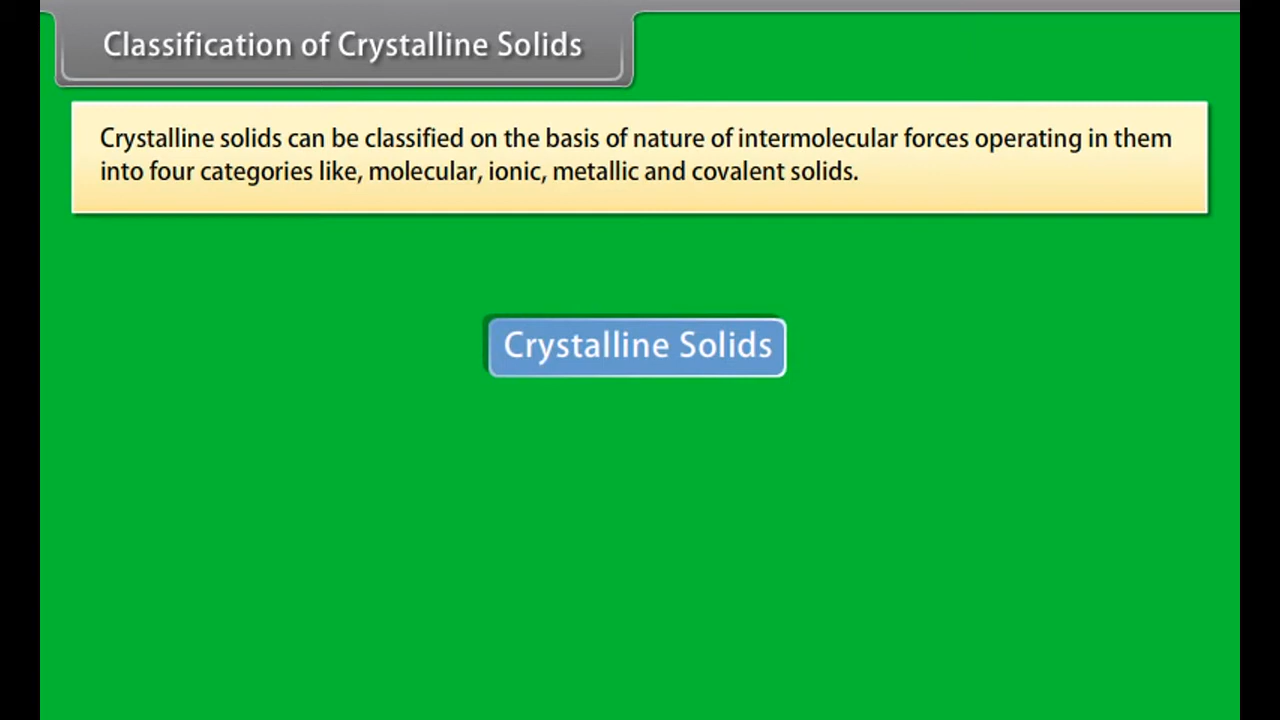 Classification of Crystalline Solids
Crystalline solids can be classified on the basis of nature of intermolecular forces operating in them
into four categories like, molecular, ionic, metallic and covalent solids.
Crystalline Solids